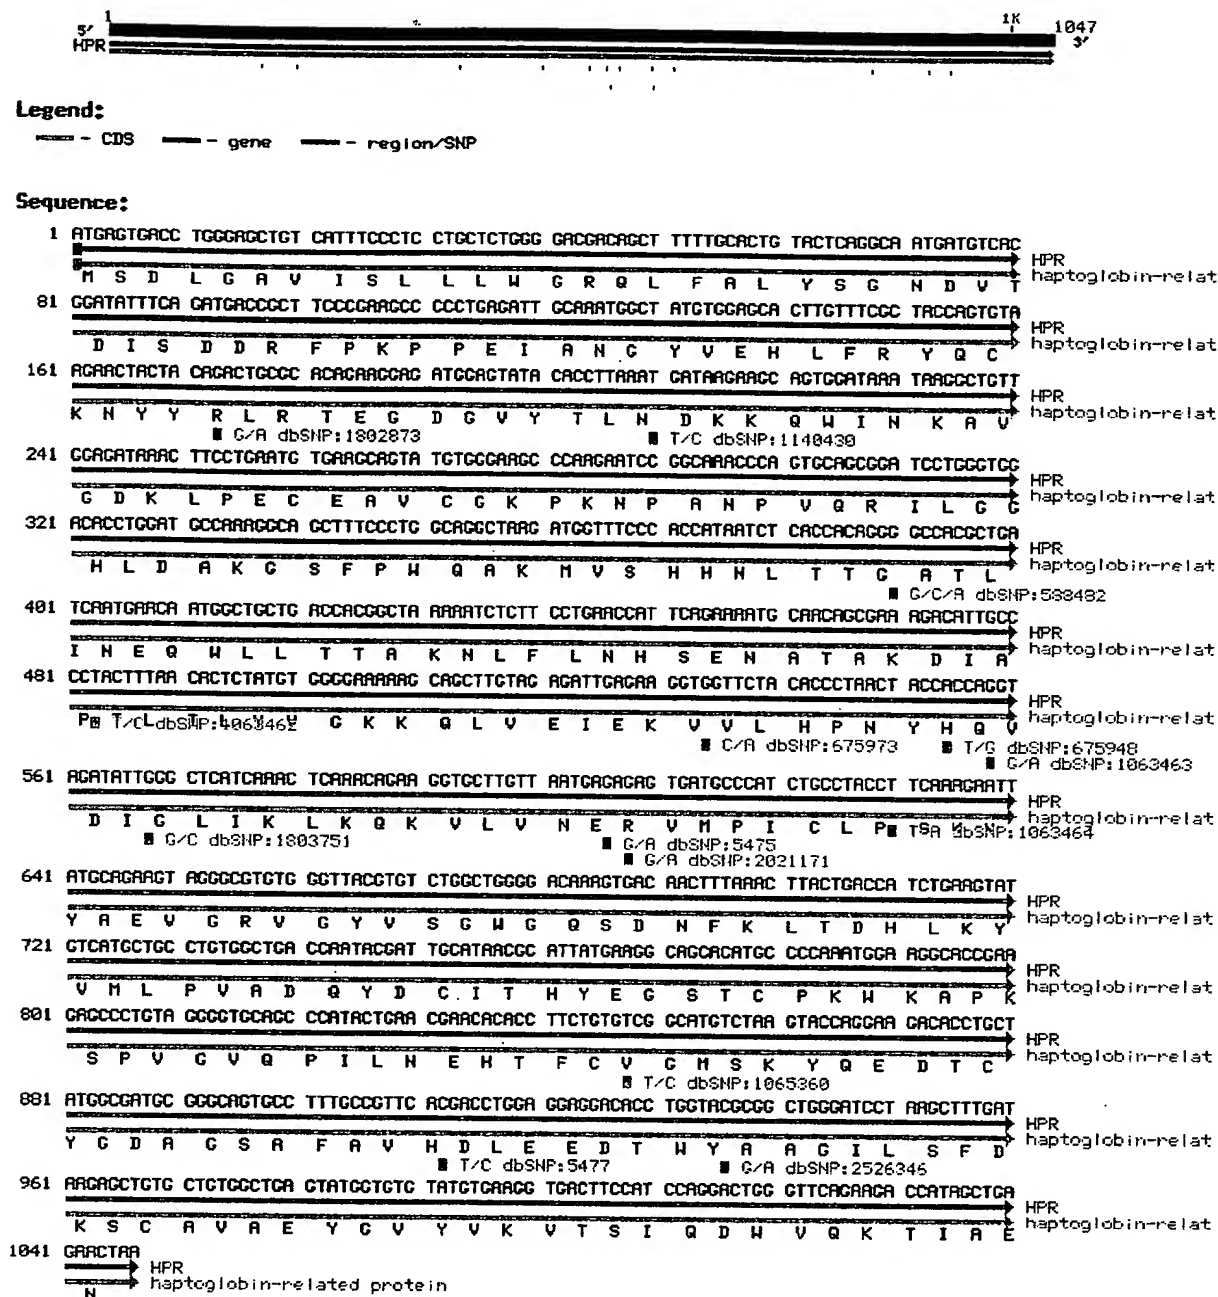 1 1K 1047
5' 3'
HPR
Legend:
- CDS - gene - region/SNP
Sequence:
1 ATGAGTGACC TGGGAGCTGT CATTTCCCTC CTGCTCTGGG GACGACAGCT TTTTGCACTG TACTCAGGCA ATGATGTCAC
HPR
M S D L G A V I S L L L W G R Q L F A L Y S G N D V T haptoglobin-relat
81 GGATATTTCA GATGACCGCT TCCCGAAGCC CCCTGAGATT GCAAATGGCT ATGTGGAGCA CTTGTTTCGC TACCAGTGTA
HPR
D I S D D R F P K P P E I A N G Y V E H L F R Y Q C haptoglobin-relat
161 AGAACTACTA CAGACTGCGC ACAGAAGGAG ATGGAGTATA CACCTTAAAT GATAAGAAGC AGTGGATAAA TAAGGCTGTT
HPR
K N Y Y R L R T E G D G V Y T L N D K K Q W I N K A V haptoglobin-relat
G/A dbSNP:1802873 T/C dbSNP:1140430
241 GGAGATAAAC TTCCTGAATG TGAAGCAGTA TGTGGGAAGC CCAAGAATCC GGCAAACCCA GTGCAGCGGA TCCTGGGTGG
HPR
G D K L P E C E A V C G K P K N P A N P V Q R I L G G haptoglobin-relat
321 ACACCTGGAT GCCAAAGGCA GCTTTCCCTG GCAGGCTAAG ATGGTTTCCC ACCATAATCT CACCACAGGG GCCACGCTGA
HPR
H L D A K G S F P W Q A K M V S H H N L T T G A T L haptoglobin-relat
G/C/A dbSNP:538482
401 TCAATGAACA ATGGCTGCTG ACCACGGCTA AAAATCTCTT CCTGAACCAT TCAGAAAATG CAACAGCGAA AGACATTGCC
HPR
I N E Q W L L T T A K N L F L N H S E N A T A K D I A haptoglobin-relat
481 CCTACTTTAA CACTCTATGT GGGGAAAAAG CAGCTTGTAG AGATTGAGAA GGTGGTTCTA CACCCTAACT ACCACCAGGT
HPR
P G K K Q L V E I E K V V L H P N Y H Q V haptoglobin-relat
C/A dbSNP:675973 T/G dbSNP:675948
G/A dbSNP:1063463
561 AGATATTGGG CTCATCAAAC TCAAACAGAA GGTGCTTGTT AATGAGAGAG TGATGCCCAT CTGCCTACCT TCAAAGAATT
HPR
D I G L I K L K Q K V L V N E R V M P I C L P haptoglobin-relat
G/C dbSNP:1803751 G/A dbSNP:5475
G/A dbSNP:2021171
641 ATGCAGAAGT AGGGCGTGTG GGTTACGTGT CTGGCTGGGG ACAAAGTGAC AACTTTAAAC TTACTGACCA TCTGAAGTAT
HPR
Y A E V G R V G Y V S G W G Q S D N F K L T D H L K Y haptoglobin-relat
721 GTCATGCTGC CTGTGGCTGA CCAATACGAT TGCATAACGC ATTATGAAGG CAGCACATGC CCCAAATGGA AGGCACCGAA
HPR
V M L P V A D Q Y D C I T H Y E G S T C P K W K A P K haptoglobin-relat
801 GAGCCCTGTA GGGGTGCAGC CCATACTGAA CGAACACACC TTCTGTGTCG GCATGTCTAA GTACCAGGAA GACACCTGCT
HPR
S P V G V Q P I L N E H T F C V G M S K Y Q E D T C haptoglobin-relat
T/C dbSNP:1065360
881 ATGGCGATGC GGGCAGTGCC TTTGCCGTTC ACGACCTGGA GGAGGACACC TGGTACGCGG CTGGGATCCT AAGCTTTGAT
HPR
Y G D A G S A F A V H D L E E D T W Y A A G I L S F D haptoglobin-relat
T/C dbSNP:5477 G/A dbSNP:2526346
961 AAGAGCTGTG CTGTGGCTGA GTATGGTGTG TATGTGAAGG TGACTTCCAT CCAGGACTGG GTTCAGAAGA CCATAGCTGA
HPR
K S C A V A E Y G V Y V K V T S I Q D W V Q K T I A E haptoglobin-relat
1041 GAACTAA
HPR
haptoglobin-related protein
N